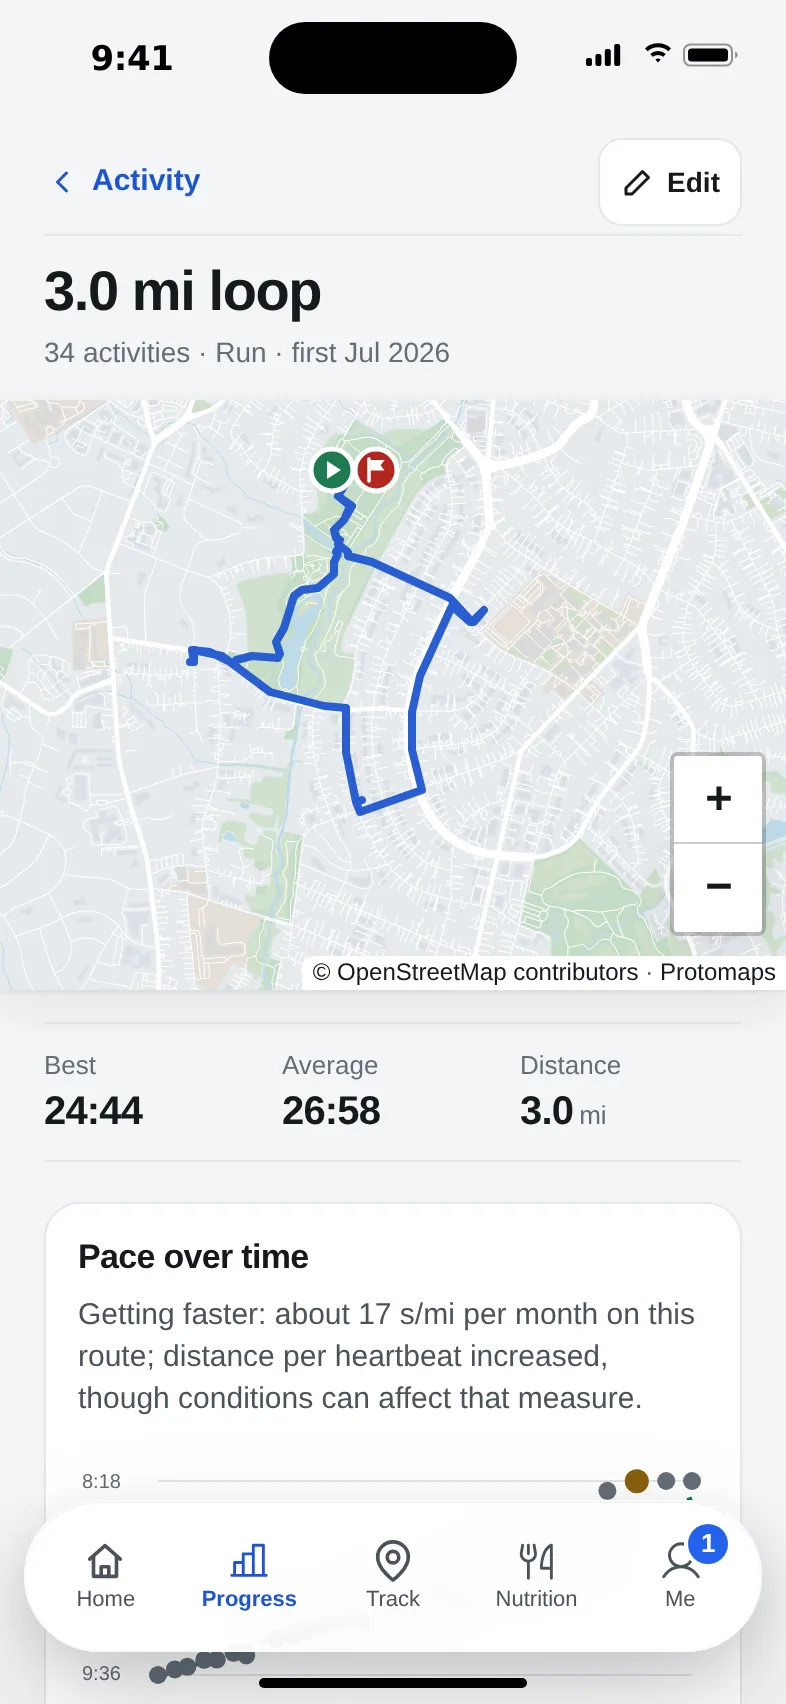 9:41
Activity
Edit
3.0 mi loop
34 activities · Run · first Jul 2026
+
−
© OpenStreetMap contributors · Protomaps
Best
24:44
Average
26:58
Distance
3.0 mi
Pace over time
Getting faster: about 17 s/mi per month on this
route; distance per heartbeat increased,
though conditions can affect that measure.
8:18
Home
Progress
Track
Nutrition
Me
1
9:36